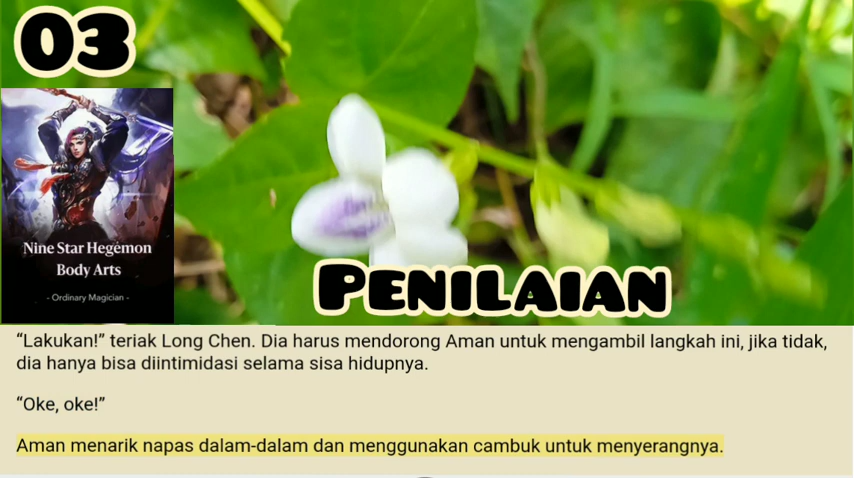 03
Nine Star Hegemon
Body Arts
- Ordinary Magician -
PENILAIAN
“Lakukan!” teriak Long Chen. Dia harus mendorong Aman untuk mengambil langkah ini, jika tidak,
dia hanya bisa diintimidasi selama sisa hidupnya.
“Oke, oke!”
Aman menarik napas dalam-dalam dan menggunakan cambuk untuk menyerangnya.